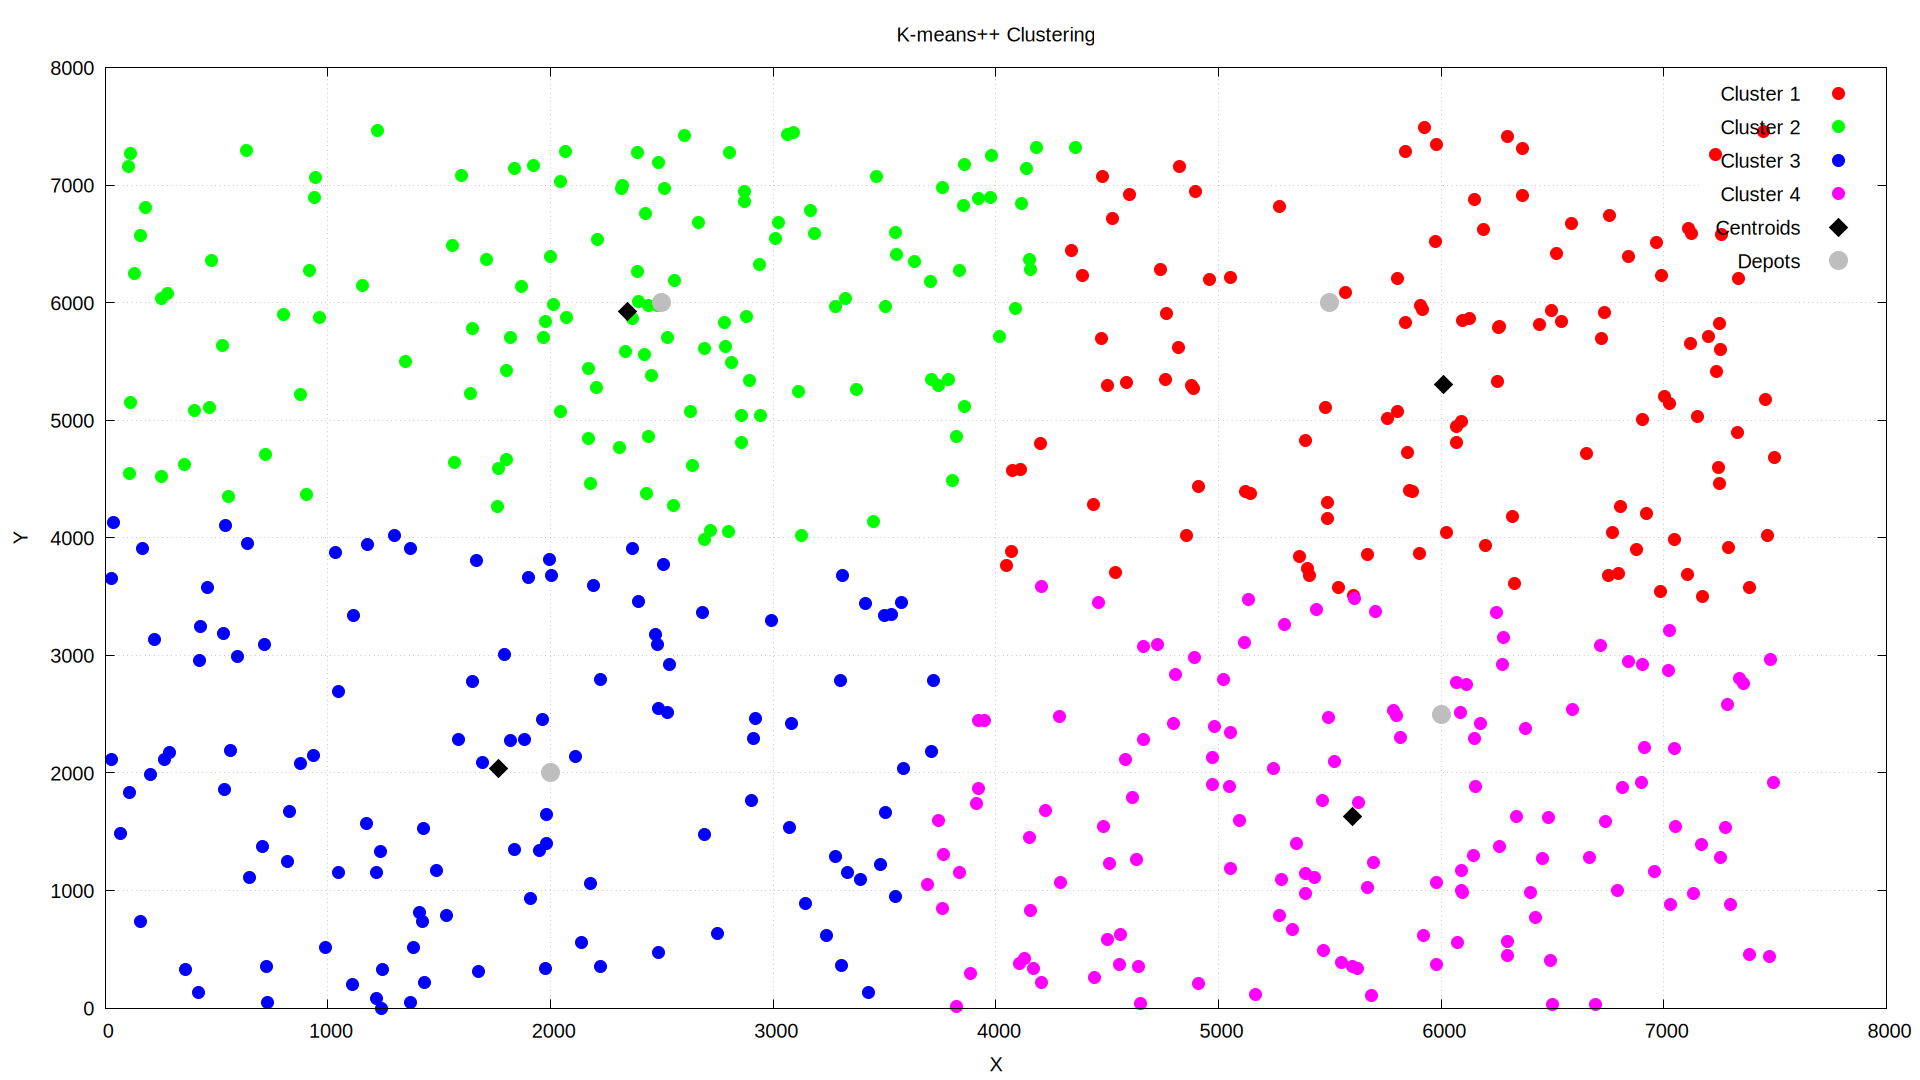 K-means++ Clustering
8000
7000
6000
5000
4000
3000
2000
1000
0
Y
Cluster 1
Cluster 2
Cluster 3
Cluster 4
Centroids
Depots
0 1000 2000 3000 4000 5000 6000 7000 8000
X